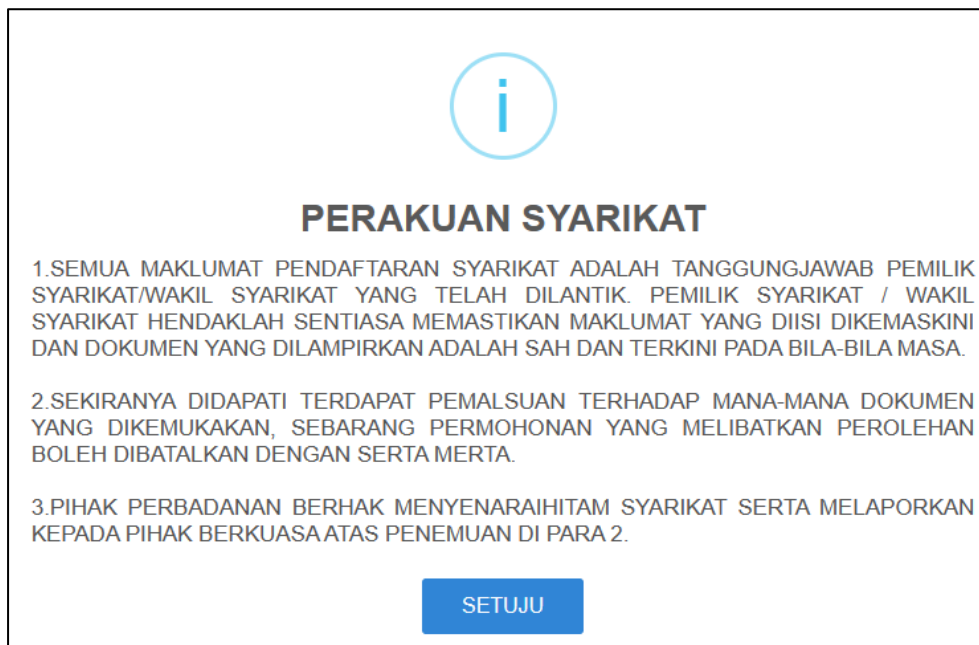 i
PERAKUAN SYARIKAT
1.SEMUA MAKLUMAT PENDAFTARAN SYARIKAT ADALAH TANGGUNGJAWAB PEMILIK
SYARIKAT/WAKIL SYARIKAT YANG TELAH DILANTIK. PEMILIK SYARIKAT / WAKIL
SYARIKAT HENDAKLAH SENTIASA MEMASTIKAN MAKLUMAT YANG DIISI DIKEMASKINI
DAN DOKUMEN YANG DILAMPIRKAN ADALAH SAH DAN TERKINI PADA BILA-BILA MASA.
2.SEKIRANYA DIDAPATI TERDAPAT PEMALSUAN TERHADAP MANA-MANA DOKUMEN
YANG DIKEMUKAKAN, SEBARANG PERMOHONAN YANG MELIBATKAN PEROLEHAN
BOLEH DIBATALKAN DENGAN SERTA MERTA.
3.PIHAK PERBADANAN BERHAK MENYENARAIHITAM SYARIKAT SERTA MELAPORKAN
KEPADA PIHAK BERKUASA ATAS PENEMUAN DI PARA 2.
SETUJU